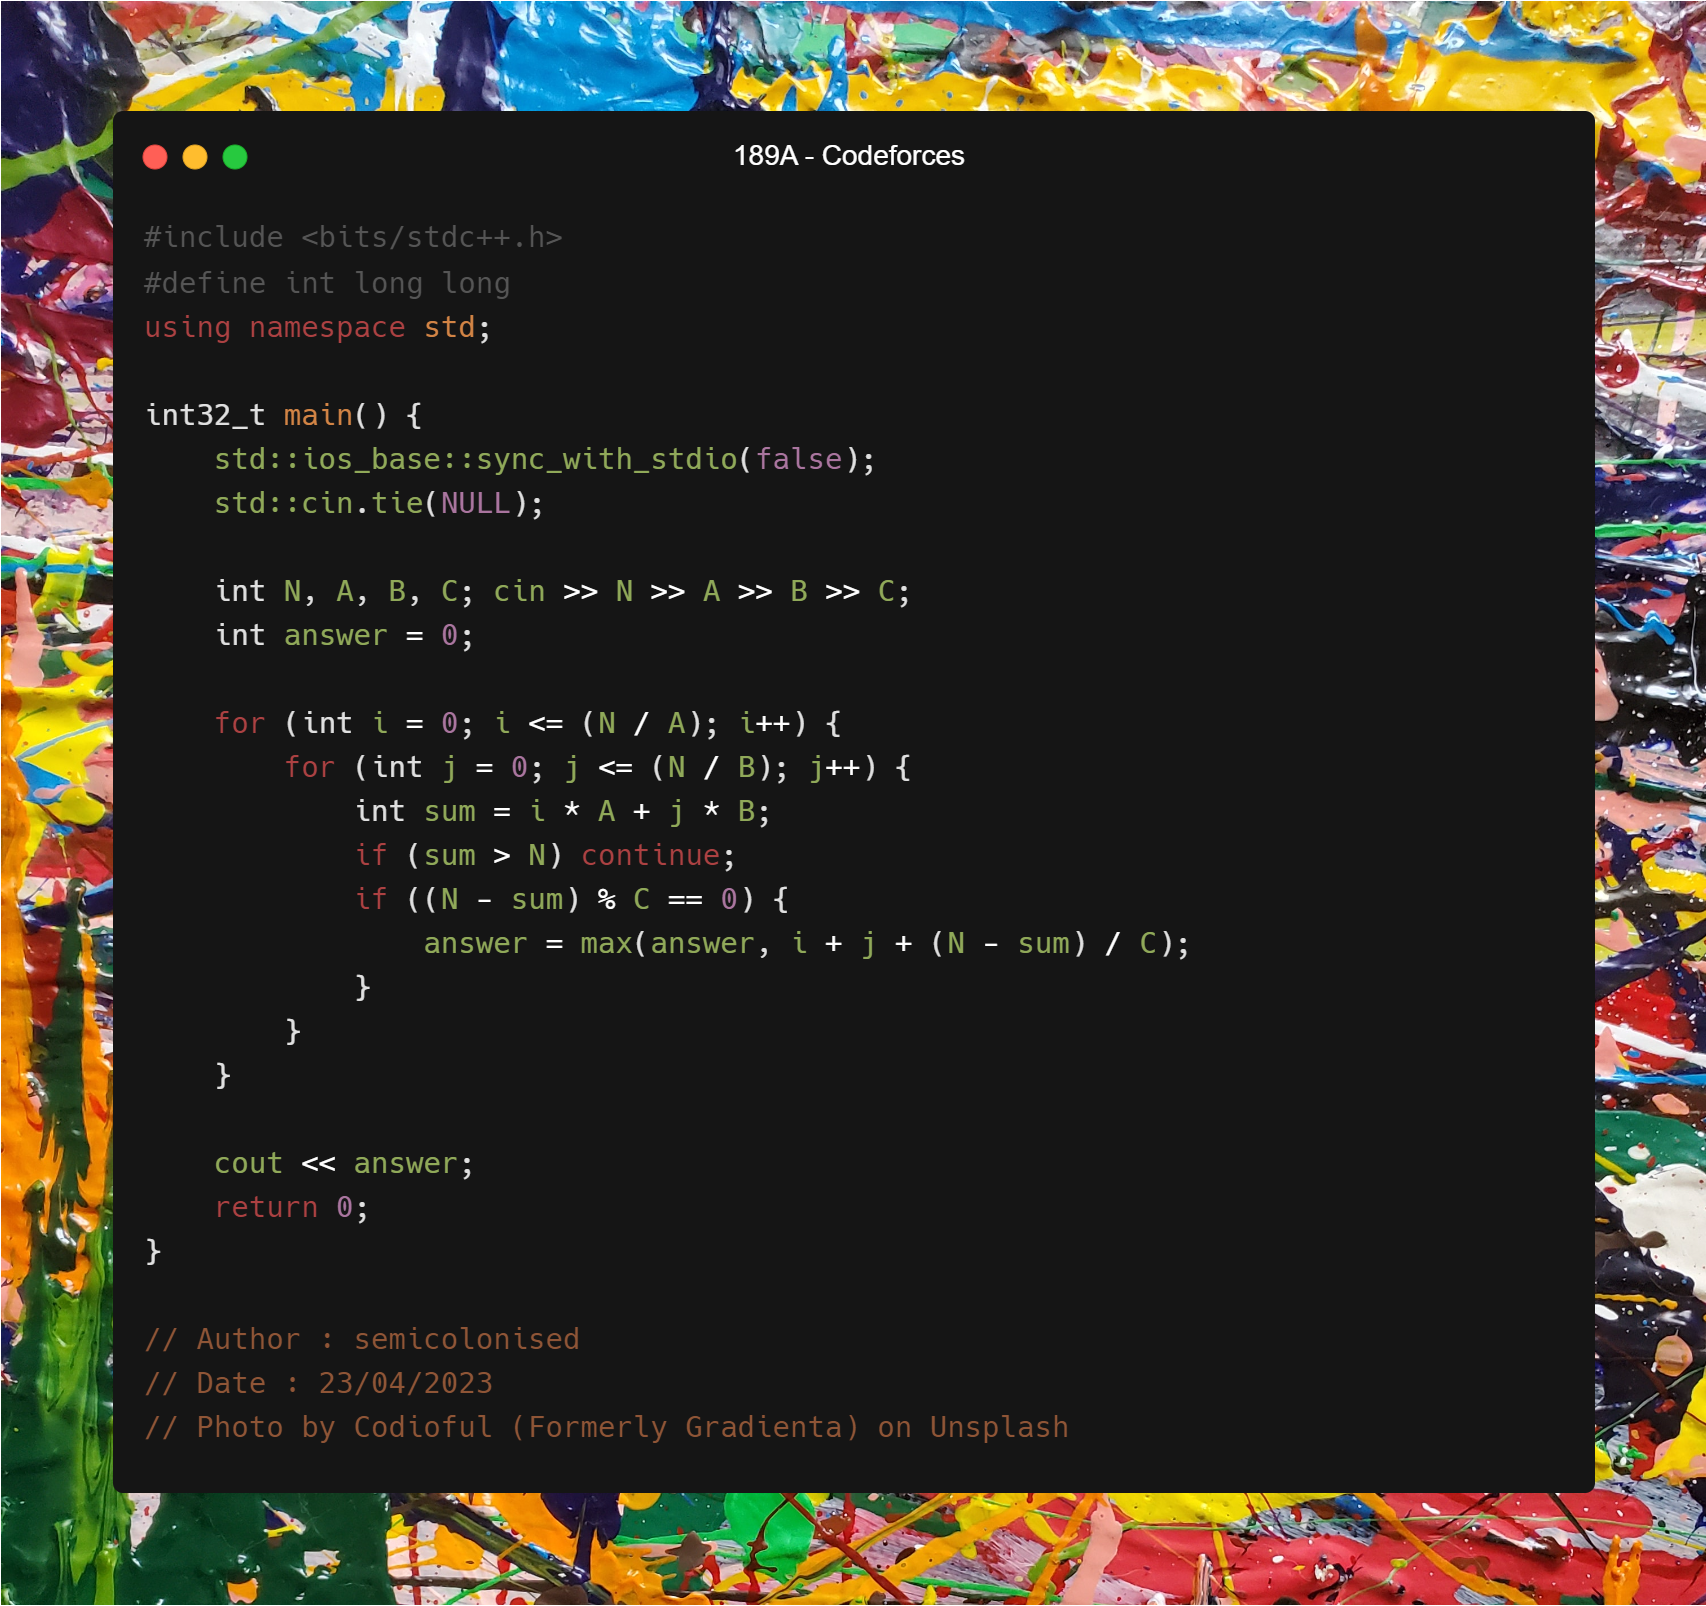 189A - Codeforces
#include <bits/stdc++.h>
#define int long long
using namespace std;
int32_t main() {
    std::ios_base::sync_with_stdio(false);
    std::cin.tie(NULL);
    int N, A, B, C; cin >> N >> A >> B >> C;
    int answer = 0;
    for (int i = 0; i <= (N / A); i++) {
        for (int j = 0; j <= (N / B); j++) {
            int sum = i * A + j * B;
            if (sum > N) continue;
            if ((N - sum) % C == 0) {
                answer = max(answer, i + j + (N - sum) / C);
            }
        }
    }
    cout << answer;
    return 0;
}
// Author : semicolonised
// Date : 23/04/2023
// Photo by Codioful (Formerly Gradienta) on Unsplash